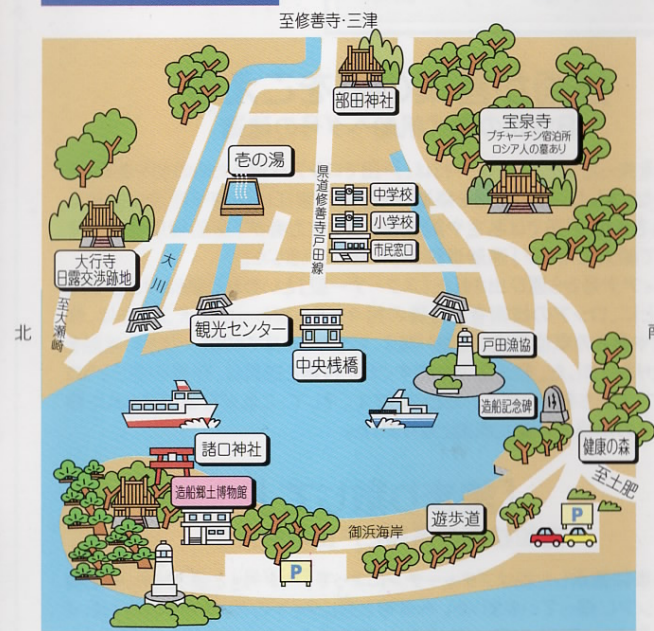 至修善寺・三津
部田神社
宝泉寺
プチャーチン宿泊所
ロシア人の墓あり
壱の湯
県道修善寺戸田線
中学校
小学校
市民窓口
大行寺
日露交渉跡地
大川
至大瀬崎
北
南
観光センター
中央桟橋
戸田漁協
造船記念碑
健康の森
至土肥
諸口神社
造船郷土博物館
御浜海岸
遊歩道
P
P